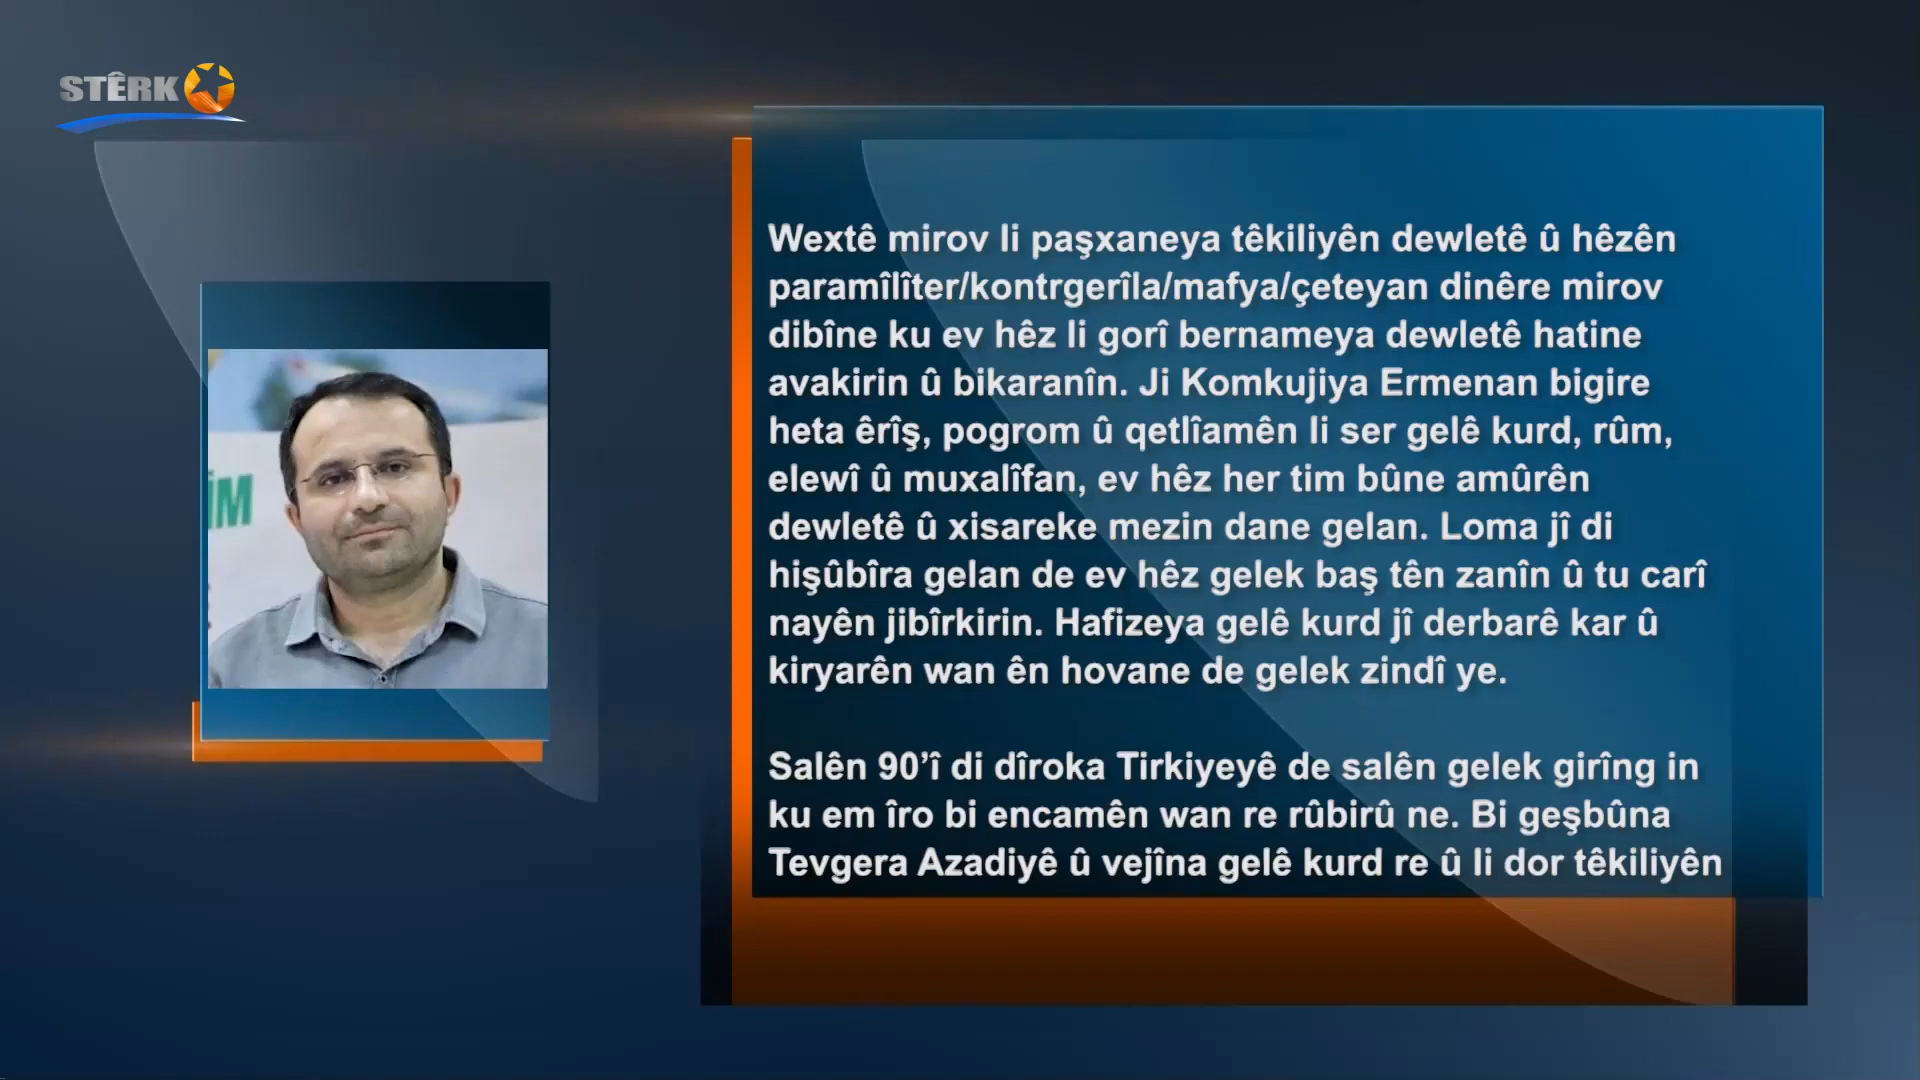 STÊRK
İM
Wextê mirov li paşxaneya têkiliyên dewletê û hêzên
paramîlîter/kontrgerîla/mafya/çeteyan dinêre mirov
dibîne ku ev hêz li gorî bernameya dewletê hatine
avakirin û bikaranîn. Ji Komkujiya Ermenan bigire
heta êrîş, pogrom û qetlîamên li ser gelê kurd, rûm,
elewî û muxalîfan, ev hêz her tim bûne amûrên
dewletê û xisareke mezin dane gelan. Loma jî di
hişûbîra gelan de ev hêz gelek baş tên zanîn û tu carî
nayên jibîrkirin. Hafizeya gelê kurd jî derbarê kar û
kiryarên wan ên hovane de gelek zindî ye.
Salên 90’î di dîroka Tirkiyeyê de salên gelek girîng in
ku em îro bi encamên wan re rûbirû ne. Bi geşbûna
Tevgera Azadiyê û vejîna gelê kurd re û li dor têkiliyên